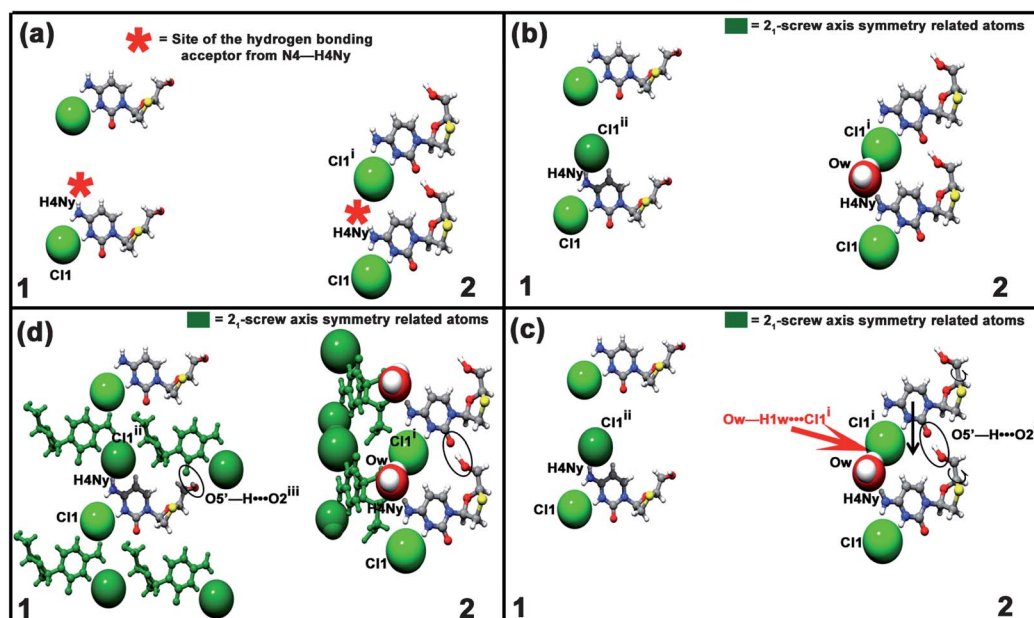 (a)
* = Site of the hydrogen bonding
acceptor from N4—H4Ny
H4Ny
Cl1
1
Cl1i
H4Ny
Cl1
2
(b)
= 21-screw axis symmetry related atoms
Cl1ii
H4Ny
Cl1
1
Cl1i
Ow
H4Ny
Cl1
2
(d)
= 21-screw axis symmetry related atoms
Cl1ii
H4Ny
O5'—H•••O2iii
Cl1
1
Cl1i
Ow
H4Ny
Cl1
2
(c)
= 21-screw axis symmetry related atoms
Cl1ii
H4Ny
Cl1
1
Ow—H1w•••Cl1i
Cl1i
O5'—H•••O2i
Ow
H4Ny
Cl1
2